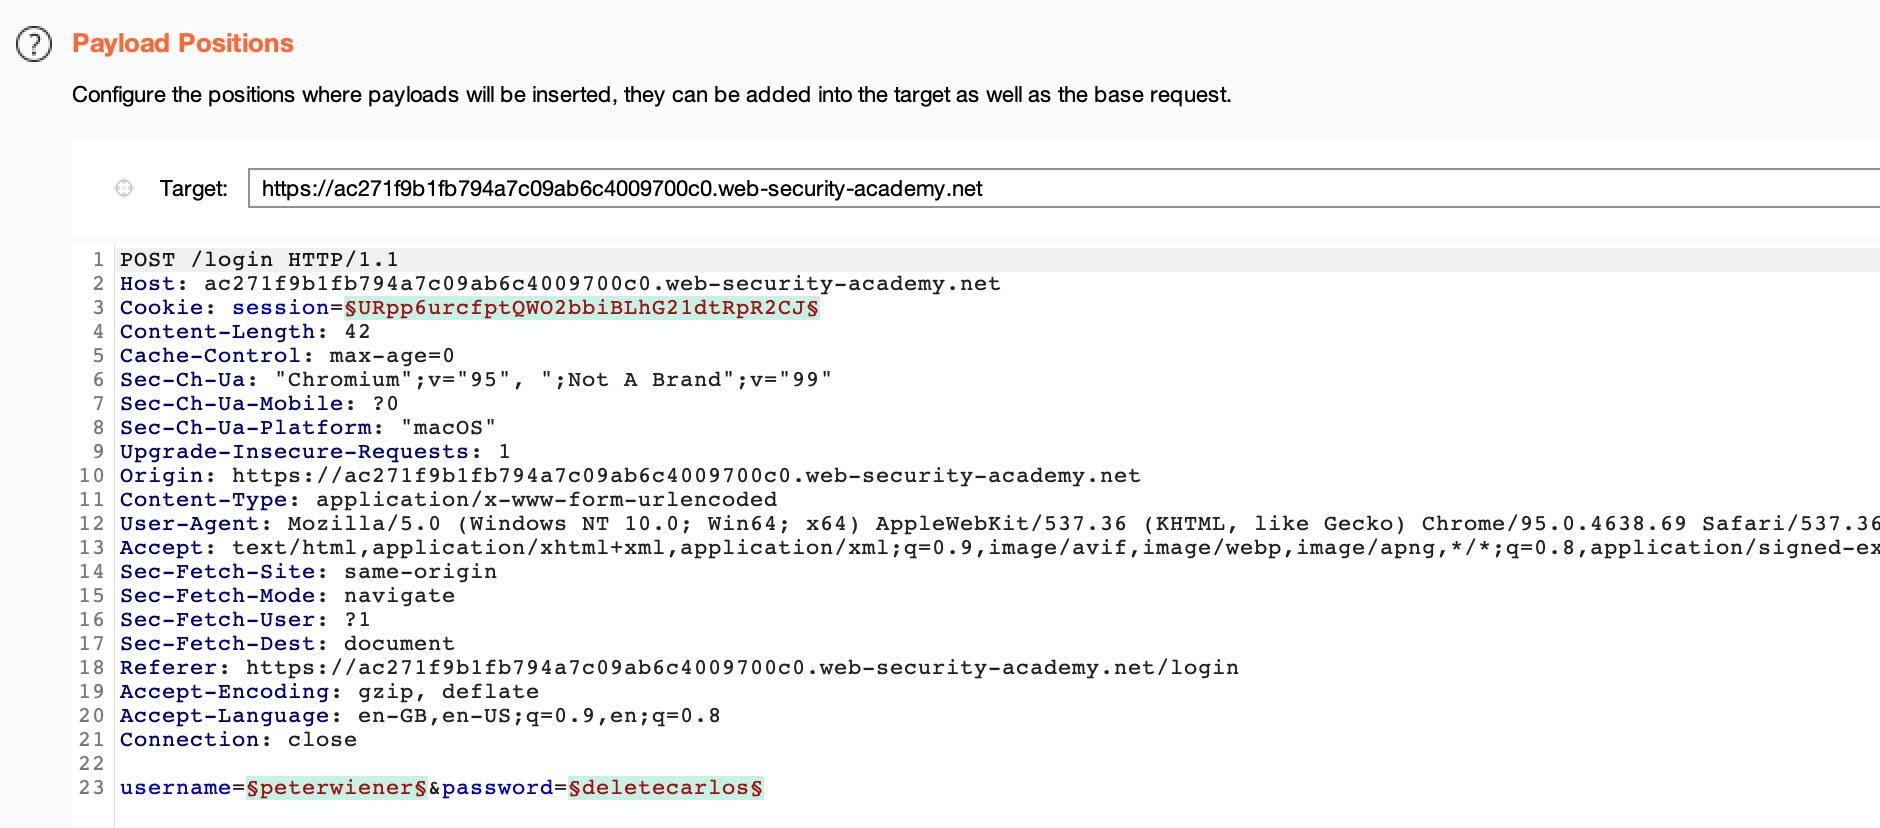 Payload Positions
Configure the positions where payloads will be inserted, they can be added into the target as well as the base request.
Target: https://ac271f9b1fb794a7c09ab6c4009700c0.web-security-academy.net
1 POST /login HTTP/1.1
2 Host: ac271f9b1fb794a7c09ab6c4009700c0.web-security-academy.net
3 Cookie: session=§URpp6urcfptQWO2bbiBLhG21dtRpR2CJ§
4 Content-Length: 42
5 Cache-Control: max-age=0
6 Sec-Ch-Ua: "Chromium";v="95", ";Not A Brand";v="99"
7 Sec-Ch-Ua-Mobile: ?0
8 Sec-Ch-Ua-Platform: "macOS"
9 Upgrade-Insecure-Requests: 1
10 Origin: https://ac271f9b1fb794a7c09ab6c4009700c0.web-security-academy.net
11 Content-Type: application/x-www-form-urlencoded
12 User-Agent: Mozilla/5.0 (Windows NT 10.0; Win64; x64) AppleWebKit/537.36 (KHTML, like Gecko) Chrome/95.0.4638.69 Safari/537.36
13 Accept: text/html,application/xhtml+xml,application/xml;q=0.9,image/avif,image/webp,image/apng,*/*;q=0.8,application/signed-ex
14 Sec-Fetch-Site: same-origin
15 Sec-Fetch-Mode: navigate
16 Sec-Fetch-User: ?1
17 Sec-Fetch-Dest: document
18 Referer: https://ac271f9b1fb794a7c09ab6c4009700c0.web-security-academy.net/login
19 Accept-Encoding: gzip, deflate
20 Accept-Language: en-GB,en-US;q=0.9,en;q=0.8
21 Connection: close
22
23 username=§peterwiener§&password=§deletecarlos§